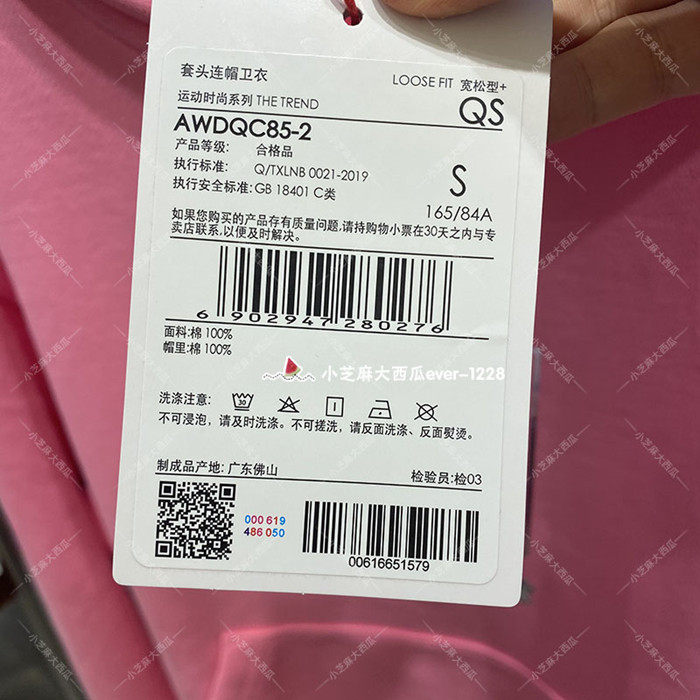 套头连帽卫衣
LOOSE FIT 宽松型+
运动时尚系列 THE TREND
QS
AWDQC85-2
产品等级: 合格品
执行标准: Q/TXLNB 0021-2019
S
执行安全标准: GB 18401 C类
165/84A
如果您购买的产品存有质量问题,请持购物小票在30天之内与专
卖店联系,以便及时解决。
6 902947 280276
面料:棉 100%
帽里:棉 100%
小芝麻大西瓜ever-1228
洗涤注意:
30
不可浸泡，请及时洗涤。不可搓洗，请反面洗涤、反面熨烫。
制成品产地: 广东佛山
检验员:检03
000 619
486 050
00616651579
小芝麻大西瓜